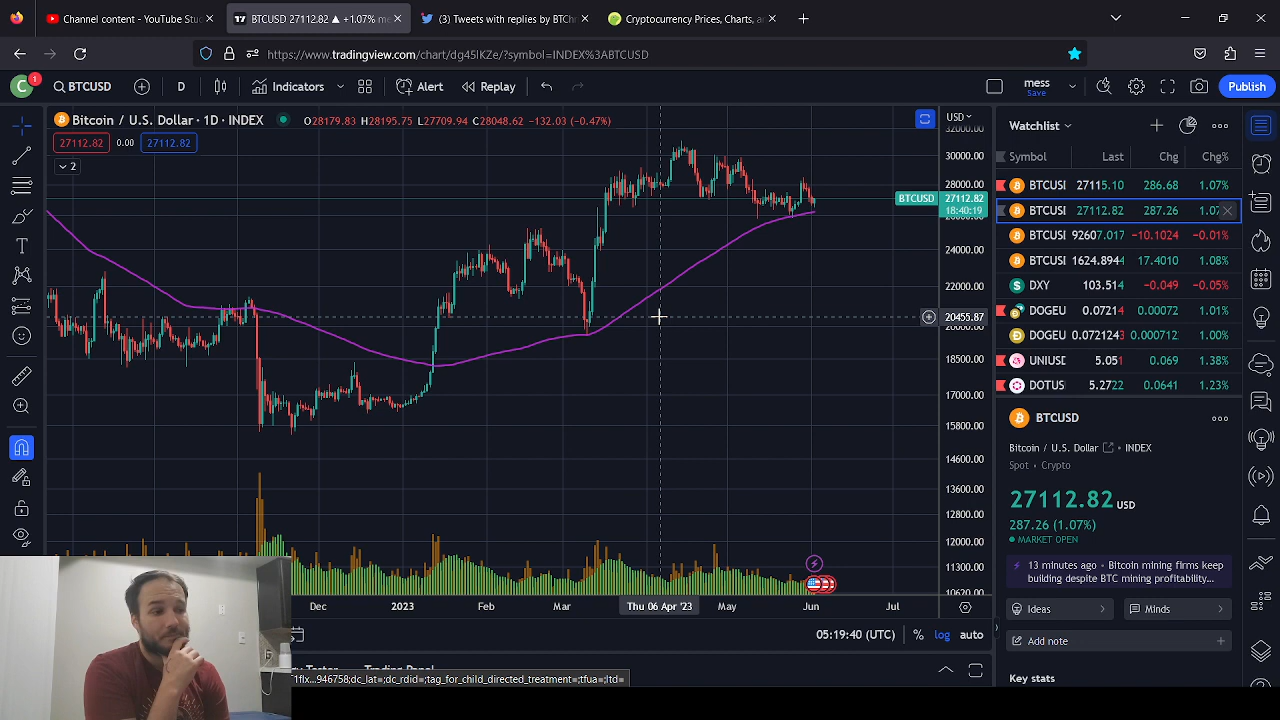 Channel content - YouTube Studi
BTCUSD 27112.82 ▲ +1.07% me
(3) Tweets with replies by BTCh
Cryptocurrency Prices, Charts an
https://www.tradingview.com/chart/dg45lKZe/?symbol=INDEX%3ABTCUSD
C
1
BTCUSD
D
Indicators
Alert
Replay
mess
Save
Publish
Bitcoin / U.S. Dollar · 1D · INDEX
O28179.83 H28195.75 L27709.94 C28048.62 −132.03 (−0.47%)
27112.82
0.00
27112.82
2
USD
32000.00
30000.00
28000.00
BTCUSD 27112.82
18:40:19
26000.00
24000.00
22000.00
20455.87
20000.00
18500.00
17000.00
15800.00
14600.00
13600.00
12800.00
12000.00
11300.00
10620.00
Dec
2023
Feb
Mar
Thu 06 Apr '23
May
Jun
Jul
05:19:40 (UTC)
%
log
auto
Tester
Trading Panel
1flx...946758;dc_lat=;dc_rdid=;tag_for_child_directed_treatment=;tfua=;ltd=
Watchlist
Symbol Last Chg Chg%
BTCUSI 27115.10 286.68 1.07%
BTCUSI 27112.82 287.26 1.07
BTCUSI 92607.017 −10.1024 −0.01%
BTCUSI 1624.8944 17.4010 1.08%
DXY 103.514 −0.049 −0.05%
DOGEU 0.07214 0.00072 1.01%
DOGEU 0.0721243 0.000712 1.00%
UNIUSE 5.051 0.069 1.38%
DOTUS 5.2722 0.0641 1.23%
BTCUSD
Bitcoin / U.S. Dollar · INDEX
Spot · Crypto
27112.82 USD
287.26 (1.07%)
MARKET OPEN
13 minutes ago - Bitcoin mining firms keep
building despite BTC mining profitability...
Ideas
Minds
Add note
Key stats